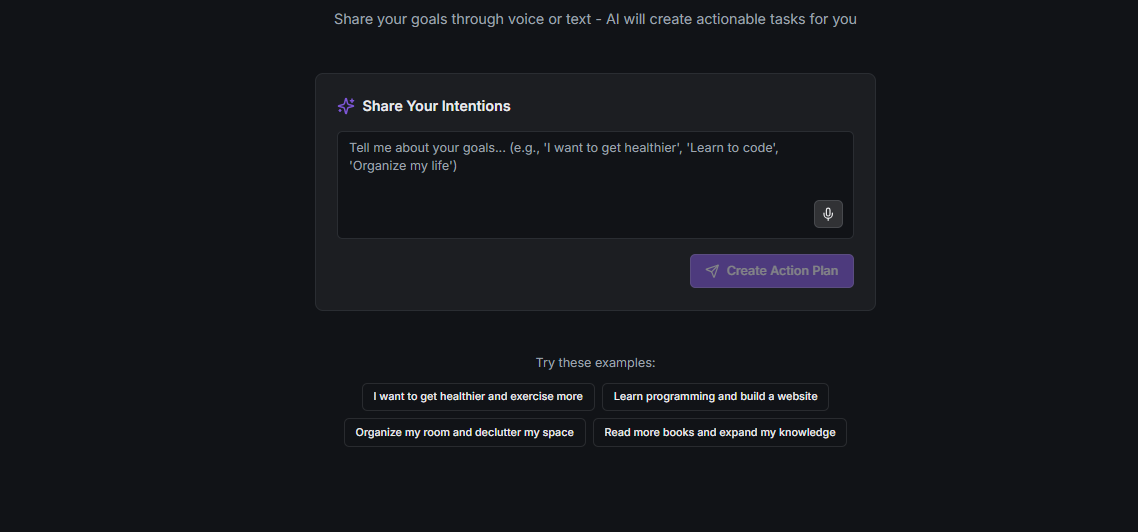 Share your goals through voice or text - AI will create actionable tasks for you
Share Your Intentions
Tell me about your goals... (e.g., 'I want to get healthier', 'Learn to code',
'Organize my life')
Create Action Plan
Try these examples:
I want to get healthier and exercise more
Learn programming and build a website
Organize my room and declutter my space
Read more books and expand my knowledge